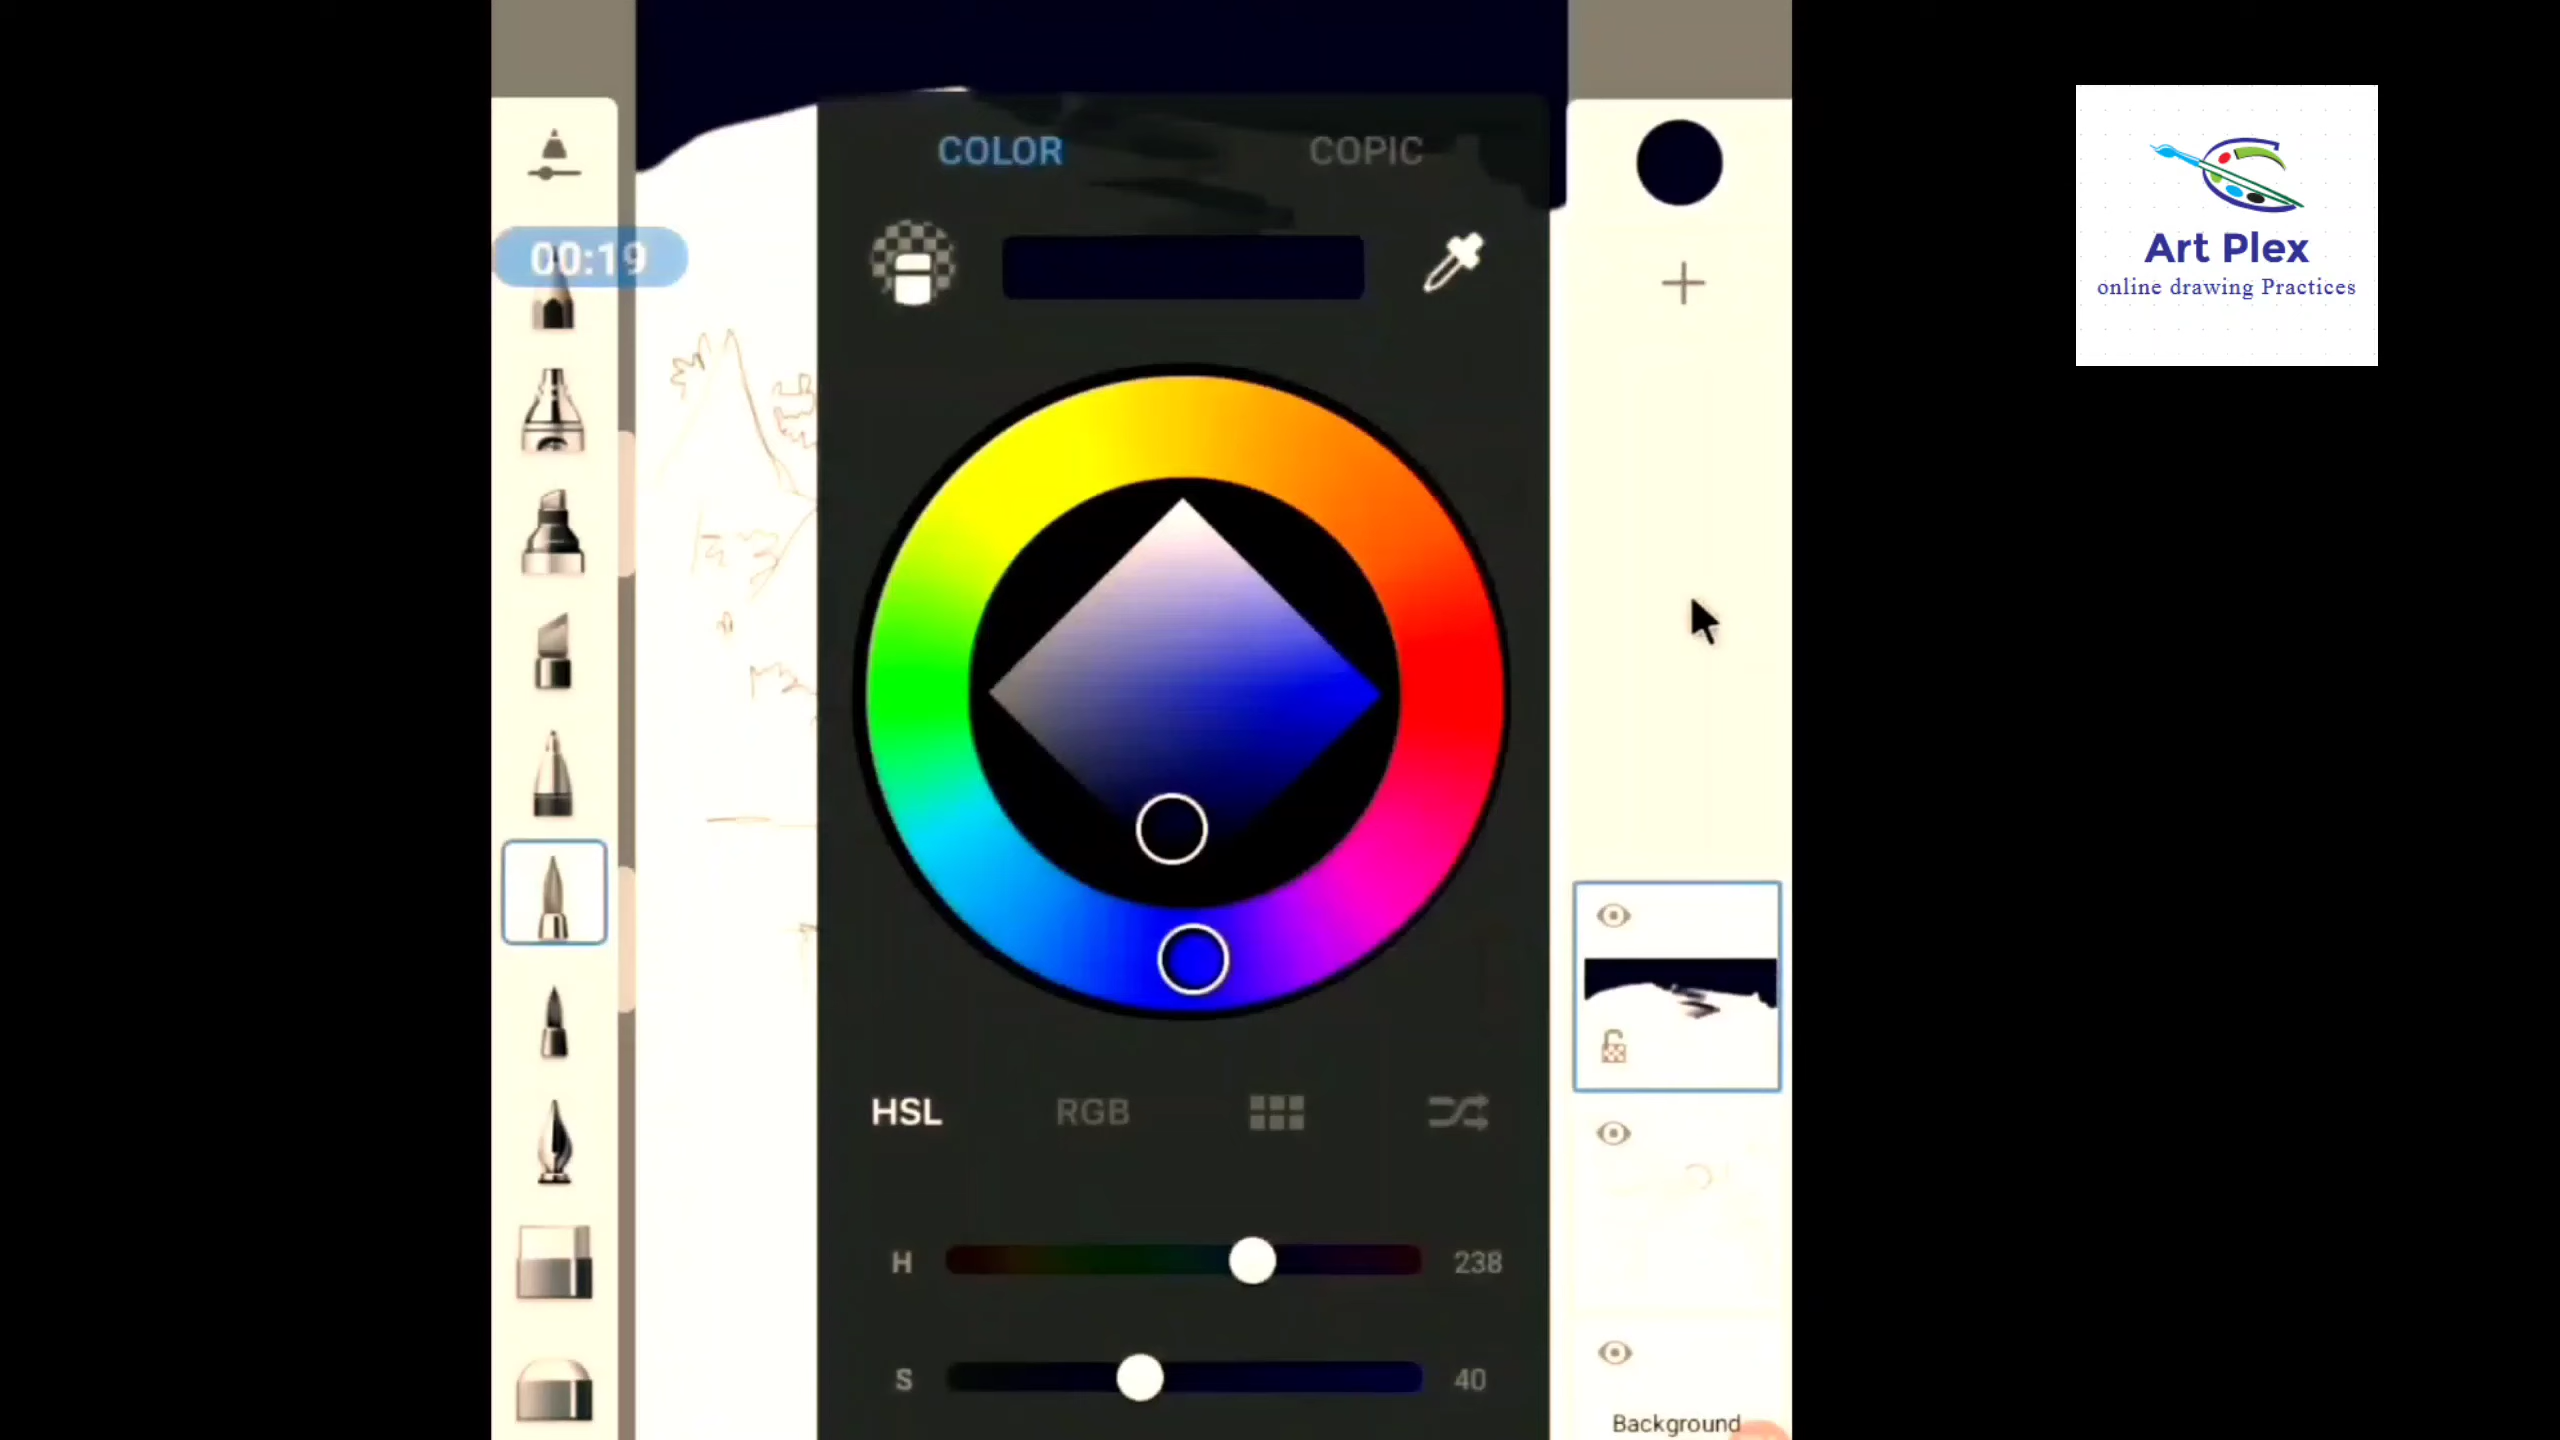 COLOR COPIC
00:19
HSL RGB
H 238
S 40
Background
Art Plex
online drawing Practices